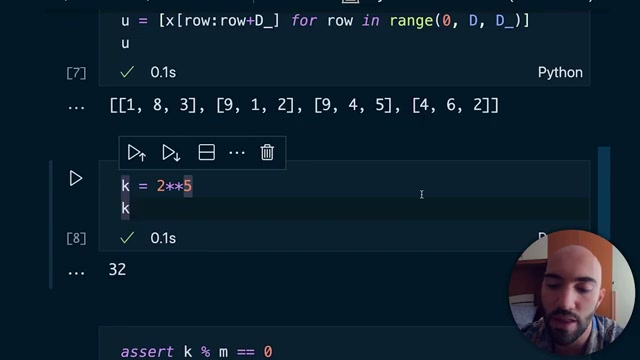 u = [x[row:row+D_] for row in range(0, D, D_)]
u
[7] 0.1s Python
... [[1, 8, 3], [9, 1, 2], [9, 4, 5], [4, 6, 2]]
k = 2**5
k
[8] 0.1s
... 32
assert k % m == 0